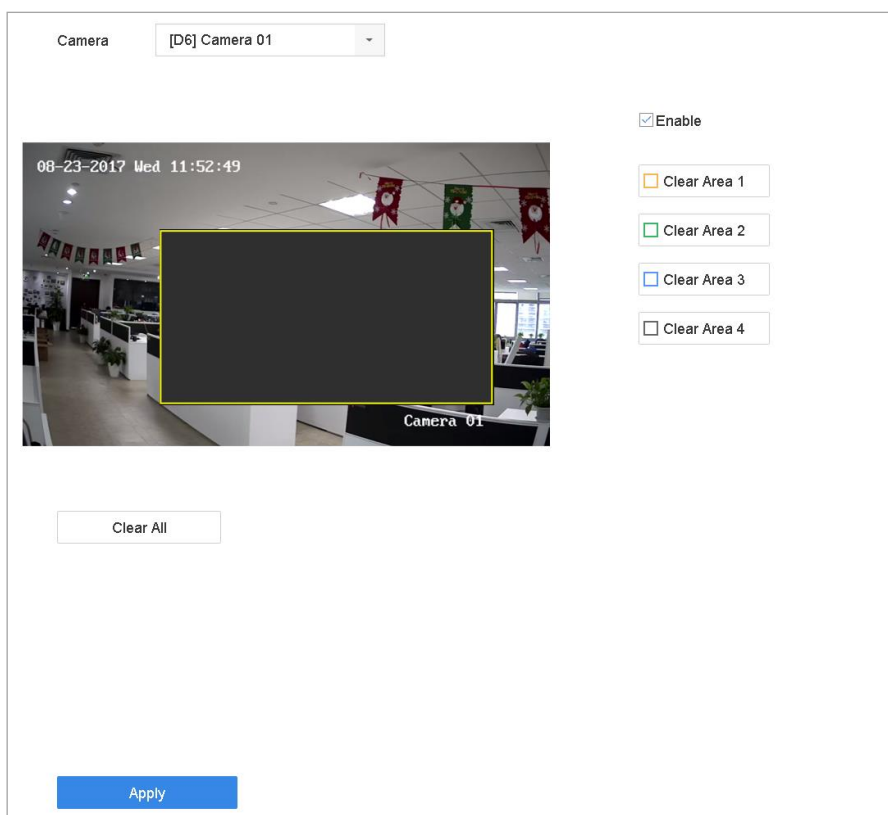 Camera
[D6] Camera 01
Enable
08-23-2017 Wed 11:52:49
Clear Area 1
Clear Area 2
Clear Area 3
Clear Area 4
Camera 01
Clear All
Apply